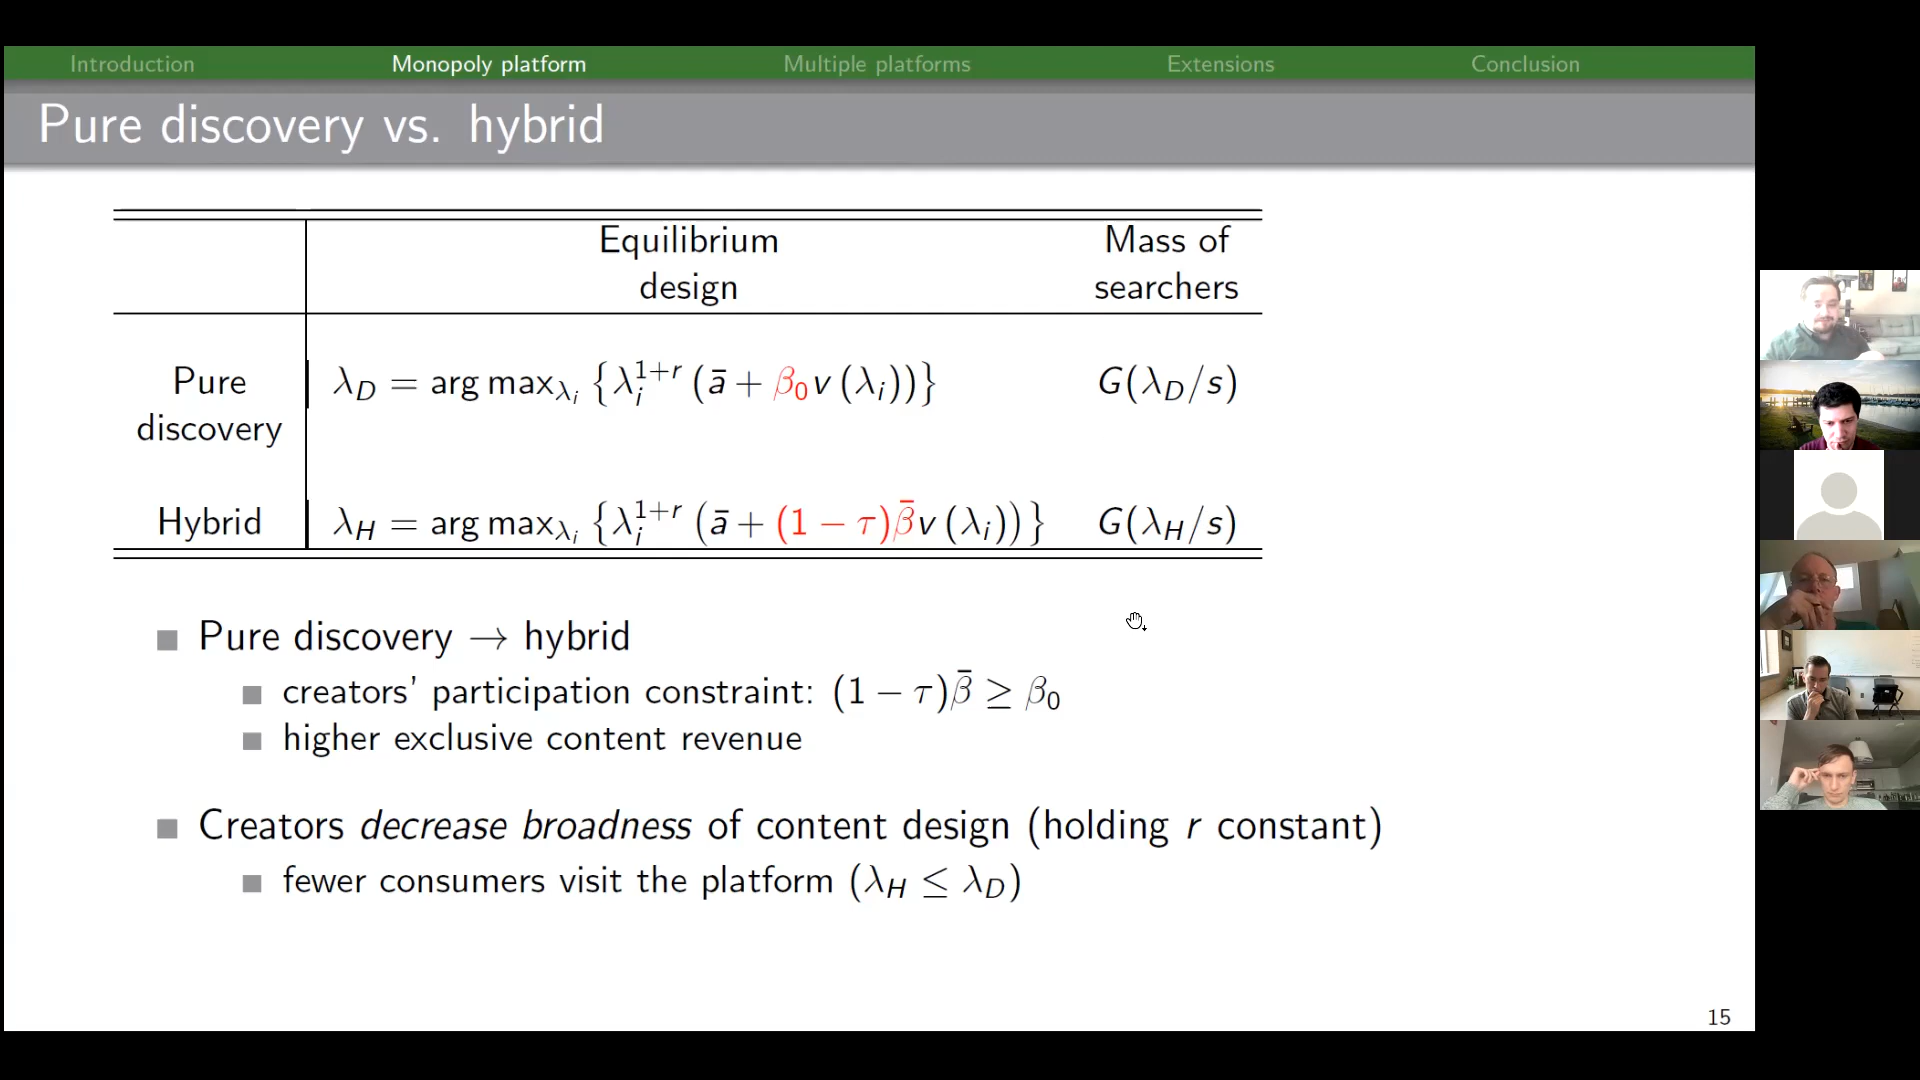 Introduction Monopoly platform Multiple platforms Extensions Conclusion
Pure discovery vs. hybrid
Equilibrium design Mass of searchers
Pure discovery λ_D = arg max_{λ_i} {λ_i^{1+r} (ā + β_0 v (λ_i))} G(λ_D/s)
Hybrid λ_H = arg max_{λ_i} {λ_i^{1+r} (ā + (1 − τ)β̄v (λ_i))} G(λ_H/s)
■ Pure discovery → hybrid
■ creators' participation constraint: (1 − τ)β̄ ≥ β_0
■ higher exclusive content revenue
■ Creators decrease broadness of content design (holding r constant)
■ fewer consumers visit the platform (λ_H ≤ λ_D)
15